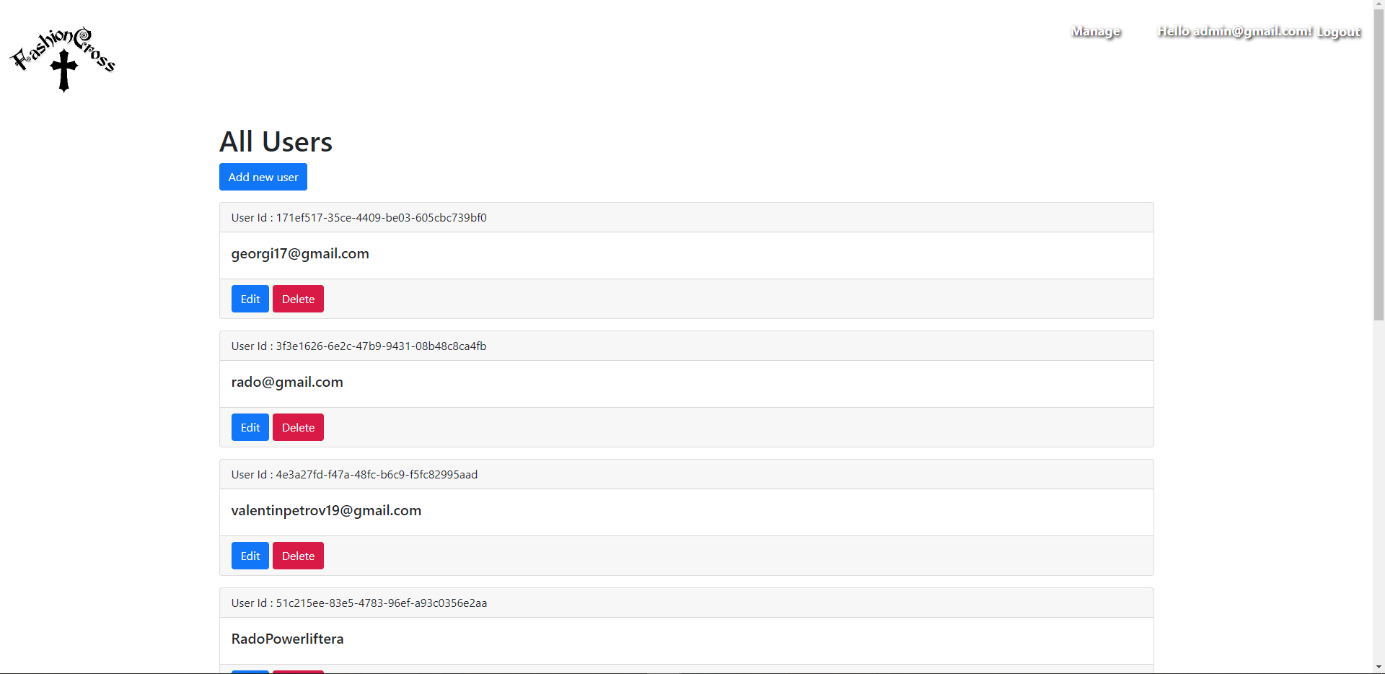 FashionCross
Manage
Hello admin@gmail.com! Logout
All Users
Add new user
User Id : 171ef517-35ce-4409-be03-605cbc739bf0
georgi17@gmail.com
Edit Delete
User Id : 3f3e1626-6e2c-47b9-9431-08b48c8ca4fb
rado@gmail.com
Edit Delete
User Id : 4e3a27fd-f47a-48fc-b6c9-f5fc82995aad
valentinpetrov19@gmail.com
Edit Delete
User Id : 51c215ee-83e5-4783-96ef-a93c0356e2aa
RadoPowerliftera